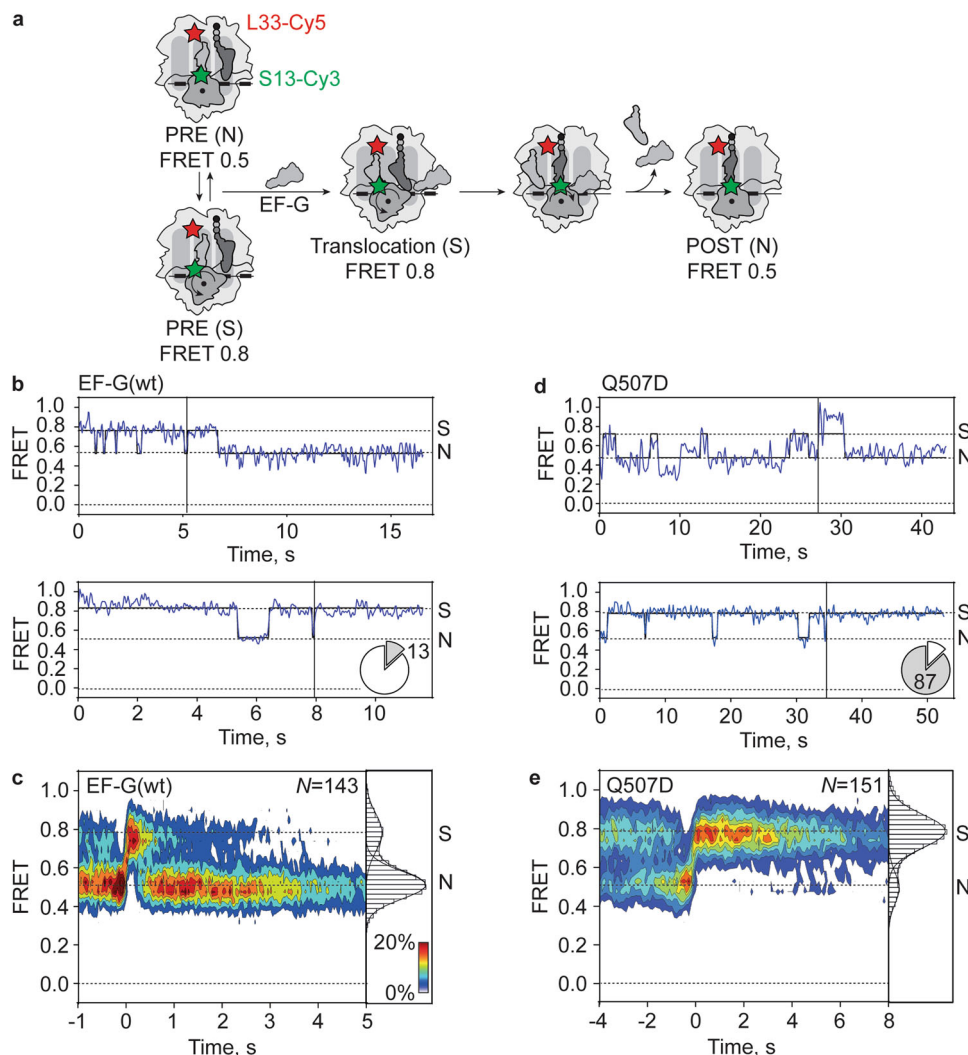 a
L33-Cy5
S13-Cy3
PRE (N)
FRET 0.5
EF-G
PRE (S)
FRET 0.8
Translocation (S)
FRET 0.8
POST (N)
FRET 0.5
b
EF-G(wt)
1.0
0.8
0.6
0.4
0.2
0.0
FRET
S
N
0 5 10 15
Time, s
1.0
0.8
0.6
0.4
0.2
0.0
FRET
S
N
13
0 2 4 6 8 10
Time, s
d
Q507D
1.0
0.8
0.6
0.4
0.2
0.0
FRET
S
N
0 10 20 30 40
Time, s
1.0
0.8
0.6
0.4
0.2
0.0
FRET
S
N
87
0 10 20 30 40 50
Time, s
c
EF-G(wt) N=143
1.0
0.8
0.6
0.4
0.2
0.0
FRET
S
N
20%
0%
-1 0 1 2 3 4 5
Time, s
e
Q507D N=151
1.0
0.8
0.6
0.4
0.2
0.0
FRET
S
N
-4 -2 0 2 4 6 8
Time, s